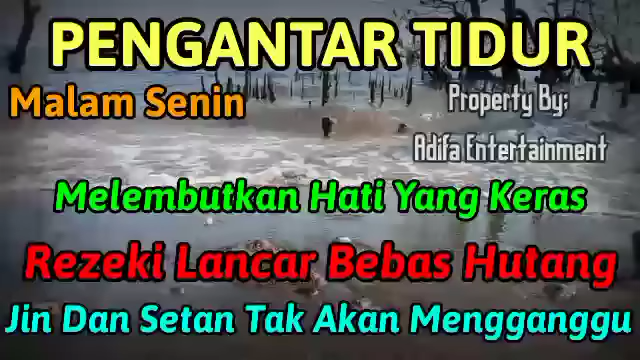 PENGANTAR TIDUR
Malam Senin
Property By:
Adifa Entertainment
Melembutkan Hati Yang Keras
Rezeki Lancar Bebas Hutang
Jin Dan Setan Tak Akan Mengganggu